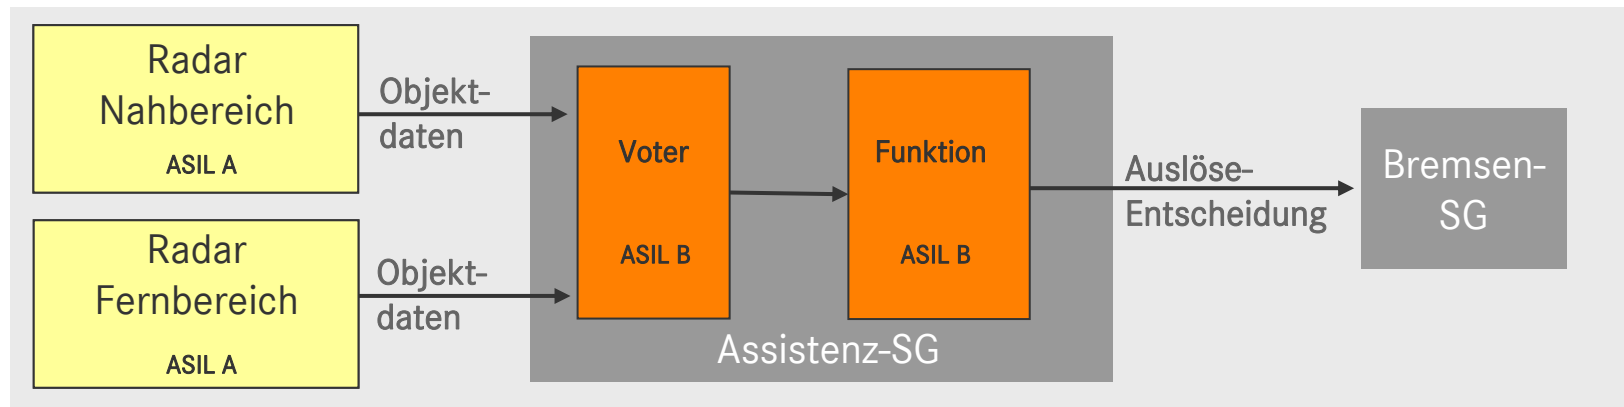 Radar
Nahbereich
ASIL A
Objekt-
daten
Radar
Fernbereich
ASIL A
Objekt-
daten
Voter
ASIL B
Funktion
ASIL B
Assistenz-SG
Auslöse-
Entscheidung
Bremsen-
SG